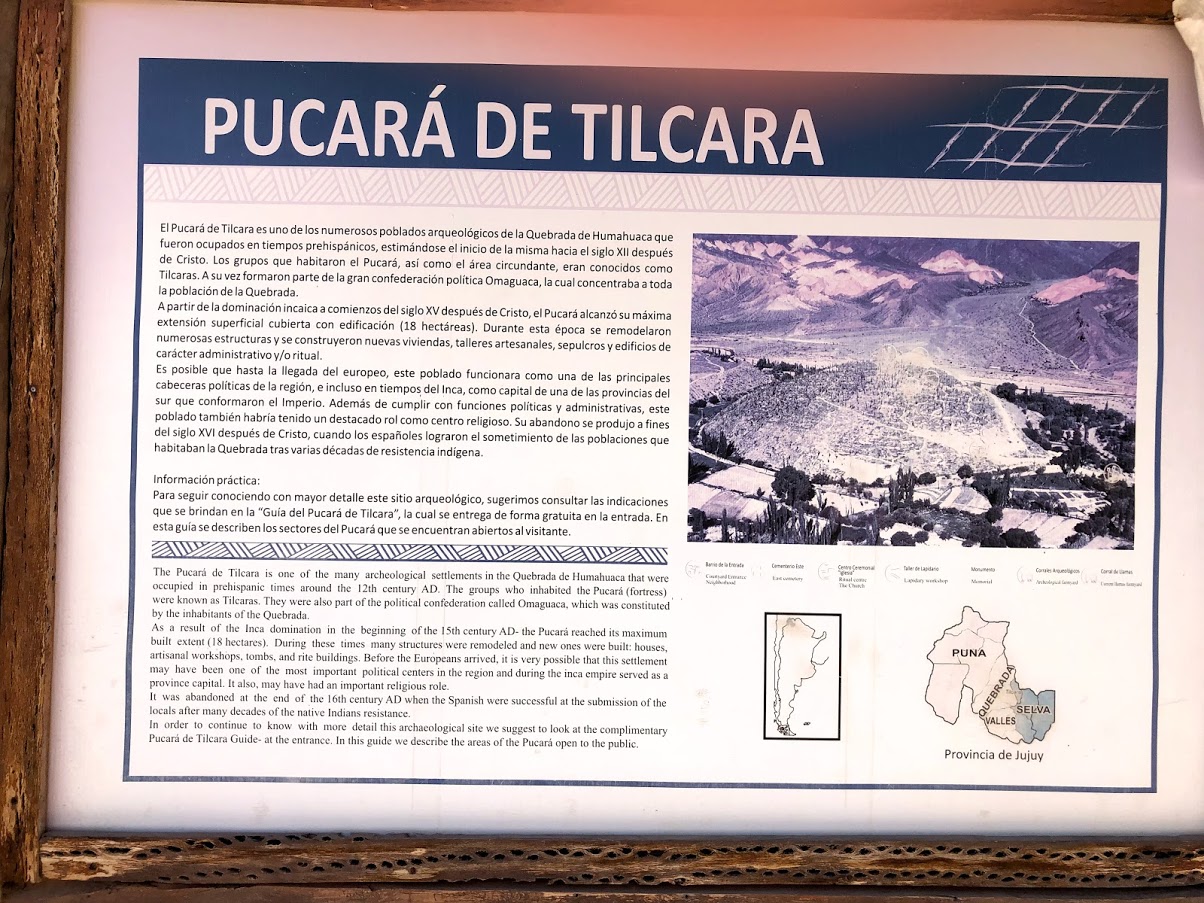 PUCARÁ DE TILCARA
El Pucará de Tilcara es uno de los numerosos poblados arqueológicos de la Quebrada de Humahuaca que
fueron ocupados en tiempos prehispánicos, estimándose el inicio de la misma hacia el siglo XII después
de Cristo. Los grupos que habitaron el Pucará, así como el área circundante, eran conocidos como
Tilcaras. A su vez formaron parte de la gran confederación política Omaguaca, la cual concentraba a toda
la población de la Quebrada.
A partir de la dominación incaica a comienzos del siglo XV después de Cristo, el Pucará alcanzó su máxima
extensión superficial cubierta con edificación (18 hectáreas). Durante esta época se remodelaron
numerosas estructuras y se construyeron nuevas viviendas, talleres artesanales, sepulcros y edificios de
carácter administrativo y/o ritual.
Es posible que hasta la llegada del europeo, este poblado funcionara como una de las principales
cabeceras políticas de la región, e incluso en tiempos del Inca, como capital de una de las provincias del
sur que conformaron el Imperio. Además de cumplir con funciones políticas y administrativas, este
poblado también habría tenido un destacado rol como centro religioso. Su abandono se produjo a fines
del siglo XVI después de Cristo, cuando los españoles lograron el sometimiento de las poblaciones que
habitaban la Quebrada tras varias décadas de resistencia indígena.
Información práctica:
Para seguir conociendo con mayor detalle este sitio arqueológico, sugerimos consultar las indicaciones
que se brindan en la "Guía del Pucará de Tilcara", la cual se entrega de forma gratuita en la entrada. En
esta guía se describen los sectores del Pucará que se encuentran abiertos al visitante.
The Pucará de Tilcara is one of the many archeological settlements in the Quebrada de Humahuaca that were
occupied in prehispanic times around the 12th century AD. The groups who inhabited the Pucará (fortress)
were known as Tilcaras. They were also part of the political confederation called Omaguaca, which was constituted
by the inhabitants of the Quebrada.
As a result of the Inca domination in the beginning of the 15th century AD- the Pucará reached its maximum
built extent (18 hectares). During these times many structures were remodeled and new ones were built: houses,
artisanal workshops, tombs, and rite buildings. Before the Europeans arrived, it is very possible that this settlement
may have been one of the most important political centers in the region and during the inca empire served as a
province capital. It also, may have had an important religious role.
It was abandoned at the end of the 16th century AD when the Spanish were successful at the submission of the
locals after many decades of the native Indians resistance.
In order to continue to know with more detail this archaeological site we suggest to look at the complimentary
Pucará de Tilcara Guide- at the entrance. In this guide we describe the areas of the Pucará open to the public.
Barrio de la Entrada
Courtyard Entrance
Neighborhood
Cementerio Este
East cemetery
Centro Ceremonial
"Iglesia"
Ritual centre
The Church
Taller de Lapidario
Lapidary workshop
Monumento
Memorial
Corrales Arqueológicos
Archeological farmyard
Corral de Llamas
Current llamas farmyard
PUNA
QUEBRADA
SELVA
VALLES
Provincia de Jujuy